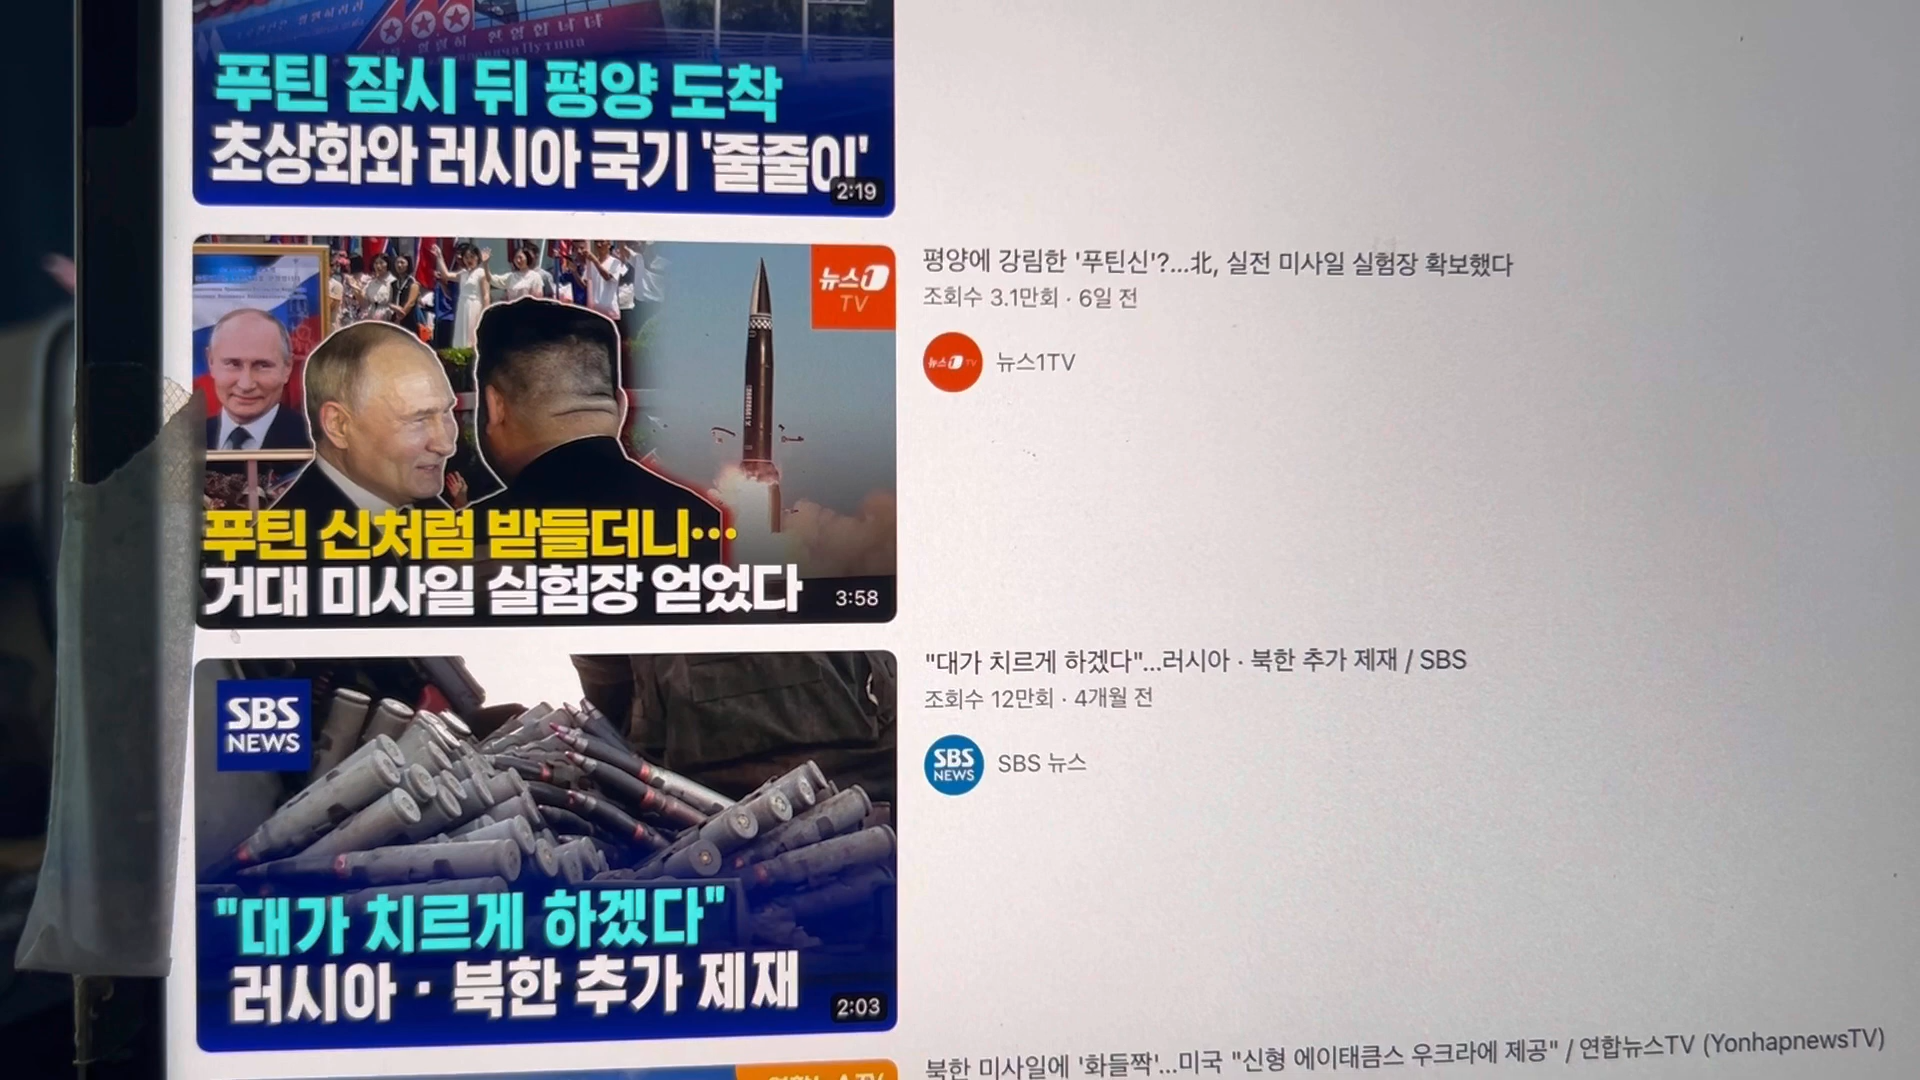 푸틴 잠시 뒤 평양 도착
초상화와 러시아 국기 '줄줄이'
2:19
뉴스1
TV
푸틴 신처럼 받들더니…
거대 미사일 실험장 얻었다
3:58
평양에 강림한 '푸틴신'?...北, 실전 미사일 실험장 확보했다
조회수 3.1만회 · 6일 전
뉴스1 TV
뉴스1TV
SBS
NEWS
"대가 치르게 하겠다"
러시아 · 북한 추가 제재
2:03
"대가 치르게 하겠다"...러시아 · 북한 추가 제재 / SBS
조회수 12만회 · 4개월 전
SBS
NEWS
SBS 뉴스
북한 미사일에 '화들짝'...미국 "신형 에이태큼스 우크라에 제공" / 연합뉴스TV (YonhapnewsTV)